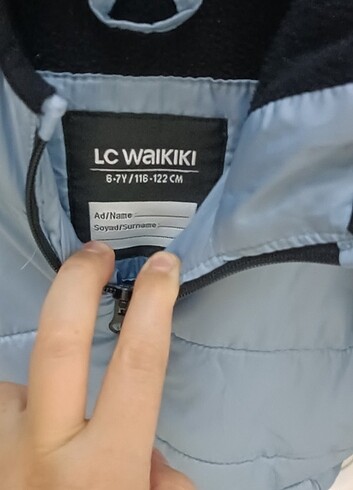 LC WAIKIKI
6-7Y/116-122 CM
Ad/Name
Soyad/Surname